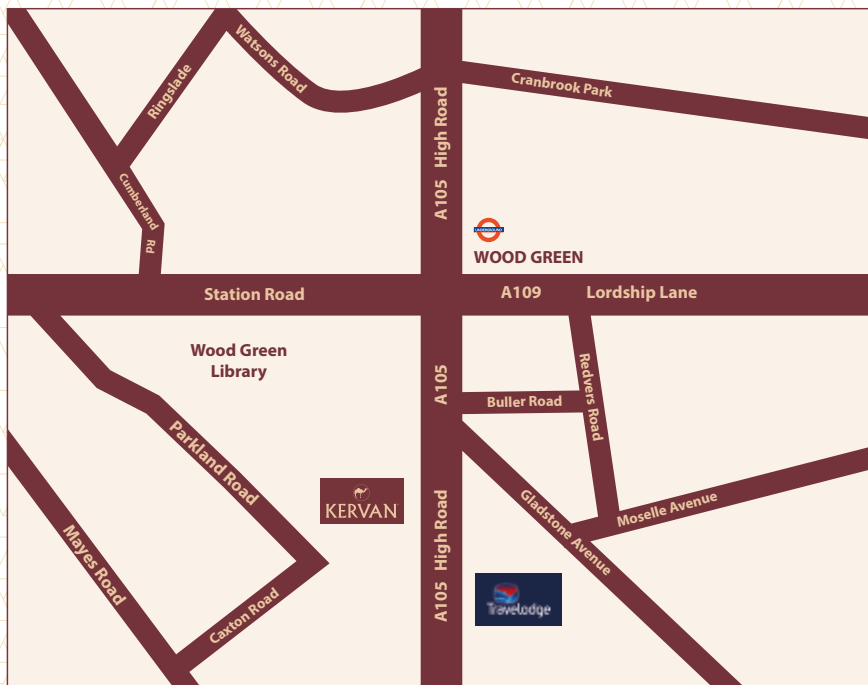 Watsons Road
Ringslade
High Road
A105
Cranbrook Park
Cumberland
Rd
UNDERGROUND
WOOD GREEN
Station Road
A109
Lordship Lane
Wood Green
Library
A105
Redvers Road
Buller Road
Parkland Road
KERVAN
High Road
A105
Gladstone Avenue
Moselle Avenue
Mayes Road
Caxton Road
Travelodge